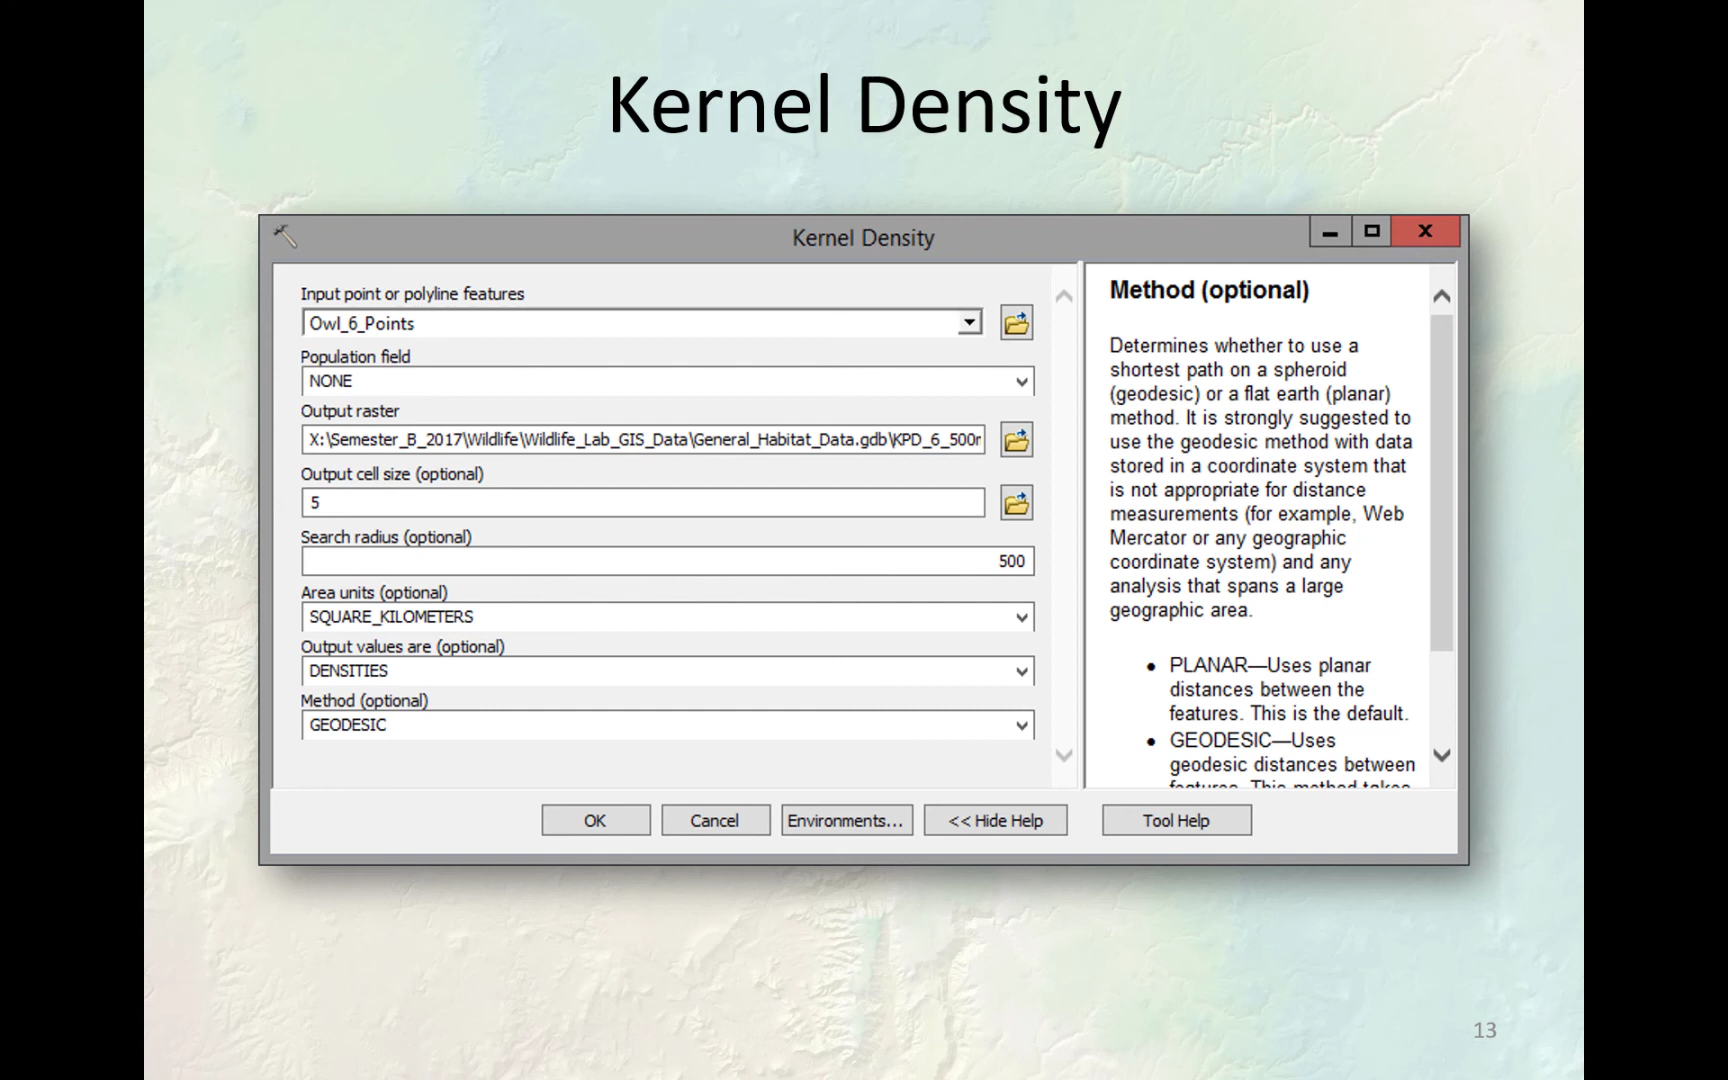 Kernel Density
Kernel Density
Input point or polyline features
Owl_6_Points
Population field
NONE
Output raster
X:\Semester_B_2017\Wildlife\Wildlife_Lab_GIS_Data\General_Habitat_Data.gdb\KPD_6_500
Output cell size (optional)
5
Search radius (optional)
500
Area units (optional)
SQUARE_KILOMETERS
Output values are (optional)
DENSITIES
Method (optional)
GEODESIC
OK
Cancel
Environments...
<< Hide Help
Tool Help
Method (optional)
Determines whether to use a
shortest path on a spheroid
(geodesic) or a flat earth (planar)
method. It is strongly suggested to
use the geodesic method with data
stored in a coordinate system that
is not appropriate for distance
measurements (for example, Web
Mercator or any geographic
coordinate system) and any
analysis that spans a large
geographic area.
• PLANAR—Uses planar
distances between the
features. This is the default.
• GEODESIC—Uses
geodesic distances between
features. This method takes
13